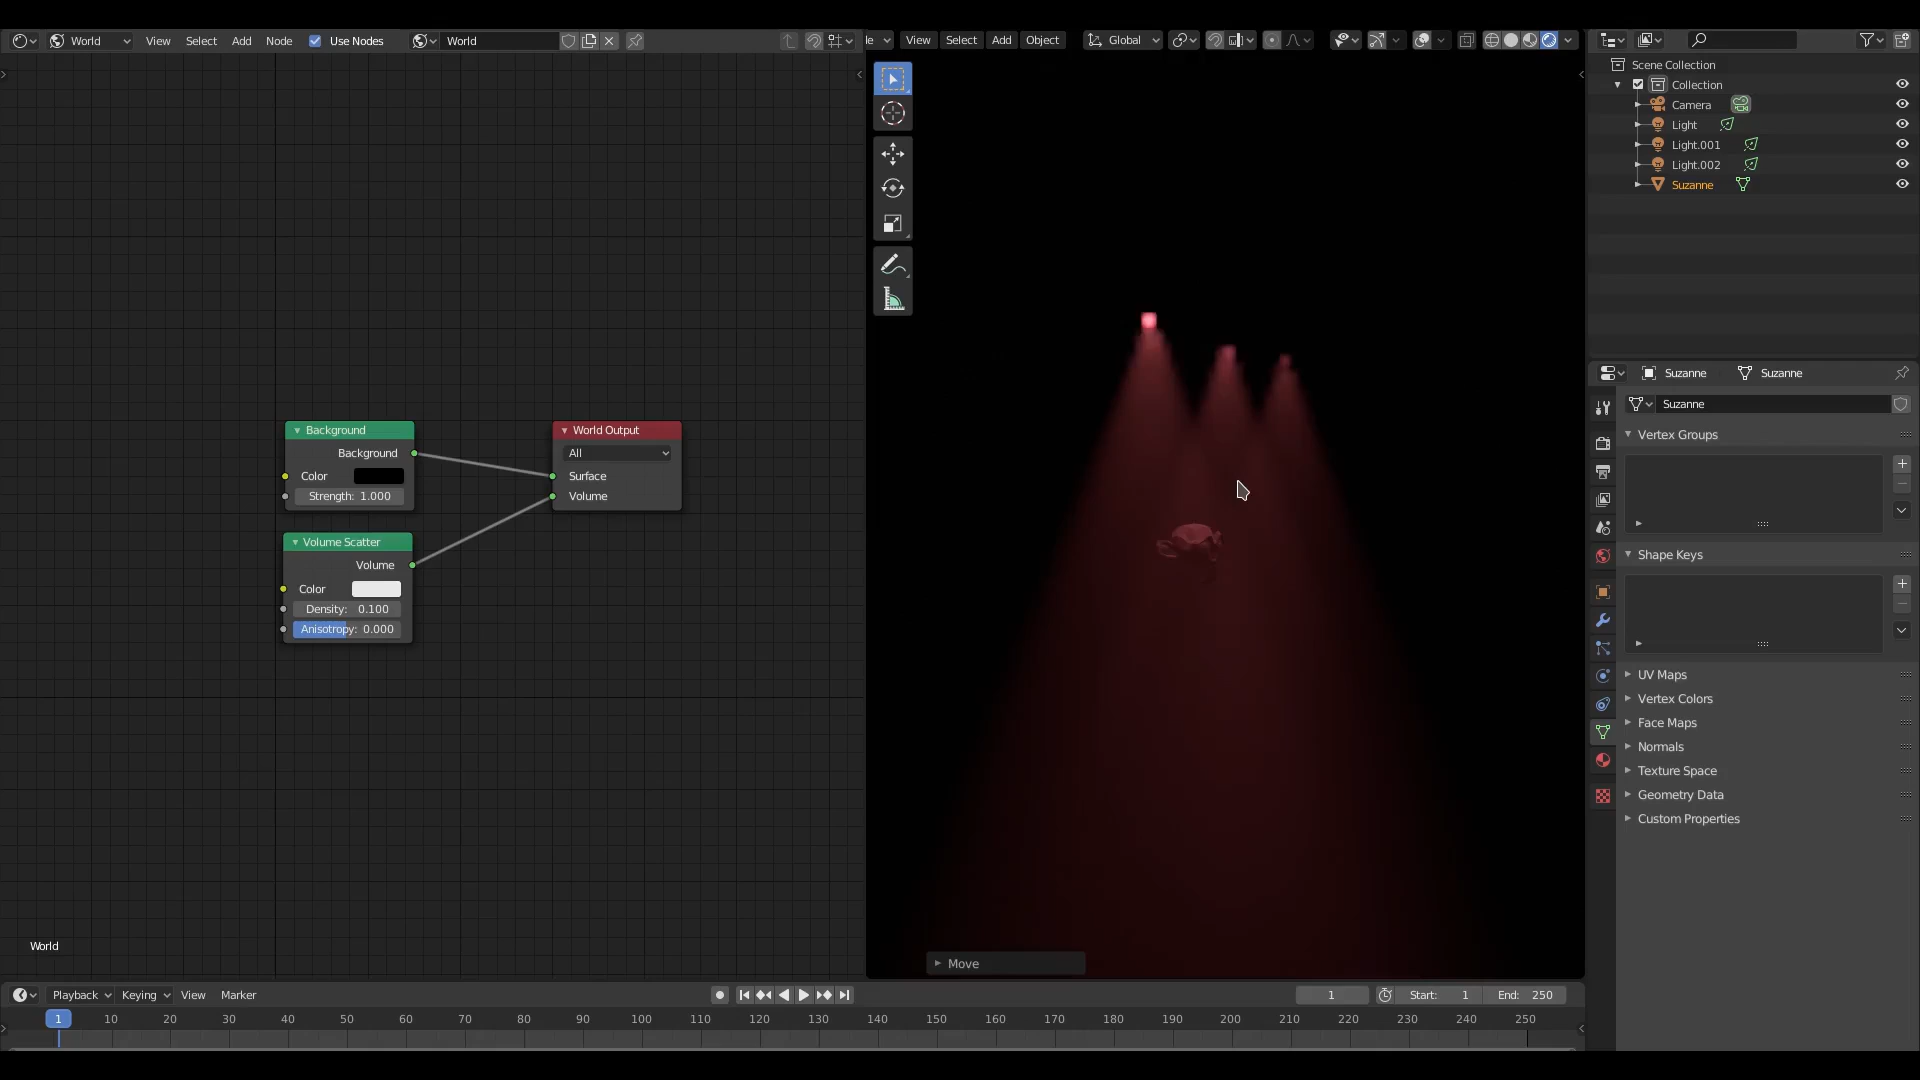 World View Select Add Node Use Nodes World
le View Select Add Object Global
Scene Collection
Collection
Camera
Light
Light.001
Light.002
Suzanne
Suzanne Suzanne
Suzanne
Vertex Groups
Shape Keys
UV Maps
Vertex Colors
Face Maps
Normals
Texture Space
Geometry Data
Custom Properties
Background
Background
Color
Strength: 1.000
World Output
All
Surface
Volume
Volume Scatter
Volume
Color
Density: 0.100
Anisotropy: 0.000
World
Move
Playback Keying View Marker 1 Start: 1 End: 250
1 10 20 30 40 50 60 70 80 90 100 110 120 130 140 150 160 170 180 190 200 210 220 230 240 250